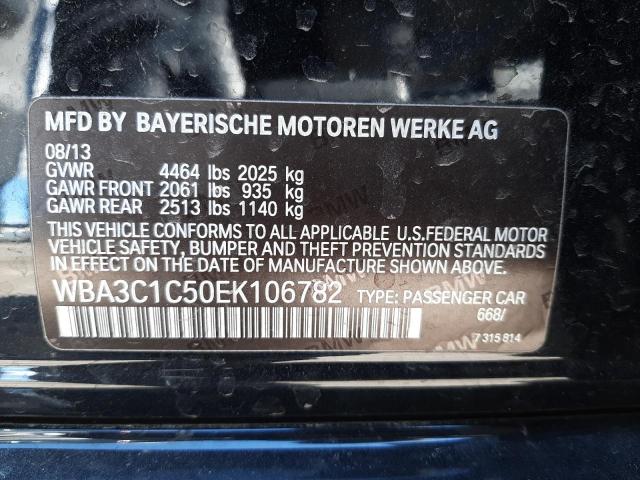 MFD BY BAYERISCHE MOTOREN WERKE AG
08/13
GVWR 4464 lbs 2025 kg
GAWR FRONT 2061 lbs 935 kg
GAWR REAR 2513 lbs 1140 kg
THIS VEHICLE CONFORMS TO ALL APPLICABLE U.S.FEDERAL MOTOR
VEHICLE SAFETY, BUMPER AND THEFT PREVENTION STANDARDS
IN EFFECT ON THE DATE OF MANUFACTURE SHOWN ABOVE.
WBA3C1C50EK106782 TYPE: PASSENGER CAR
668/
7 315 814